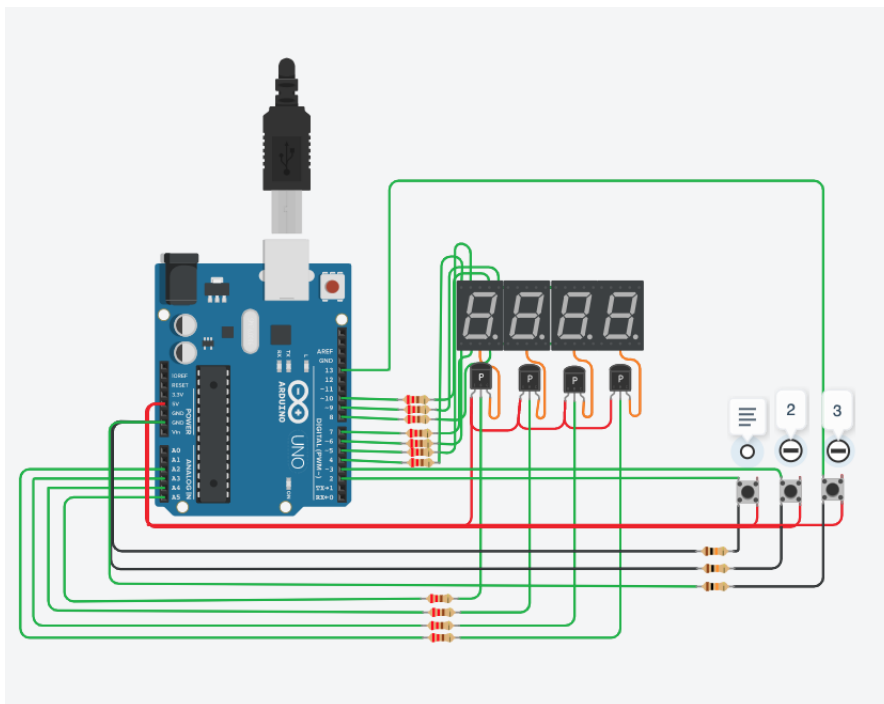 2
3
AREF
GND
13
12
~11
~10
~9
8
7
~6
~5
4
~3
2
TX→1
RX←0
DIGITAL (PWM~)
L
TX
RX
ARDUINO
UNO
ON
IOREF
RESET
3.3V
5V
GND
GND
Vin
POWER
A0
A1
A2
A3
A4
A5
ANALOG IN
P
P
P
P